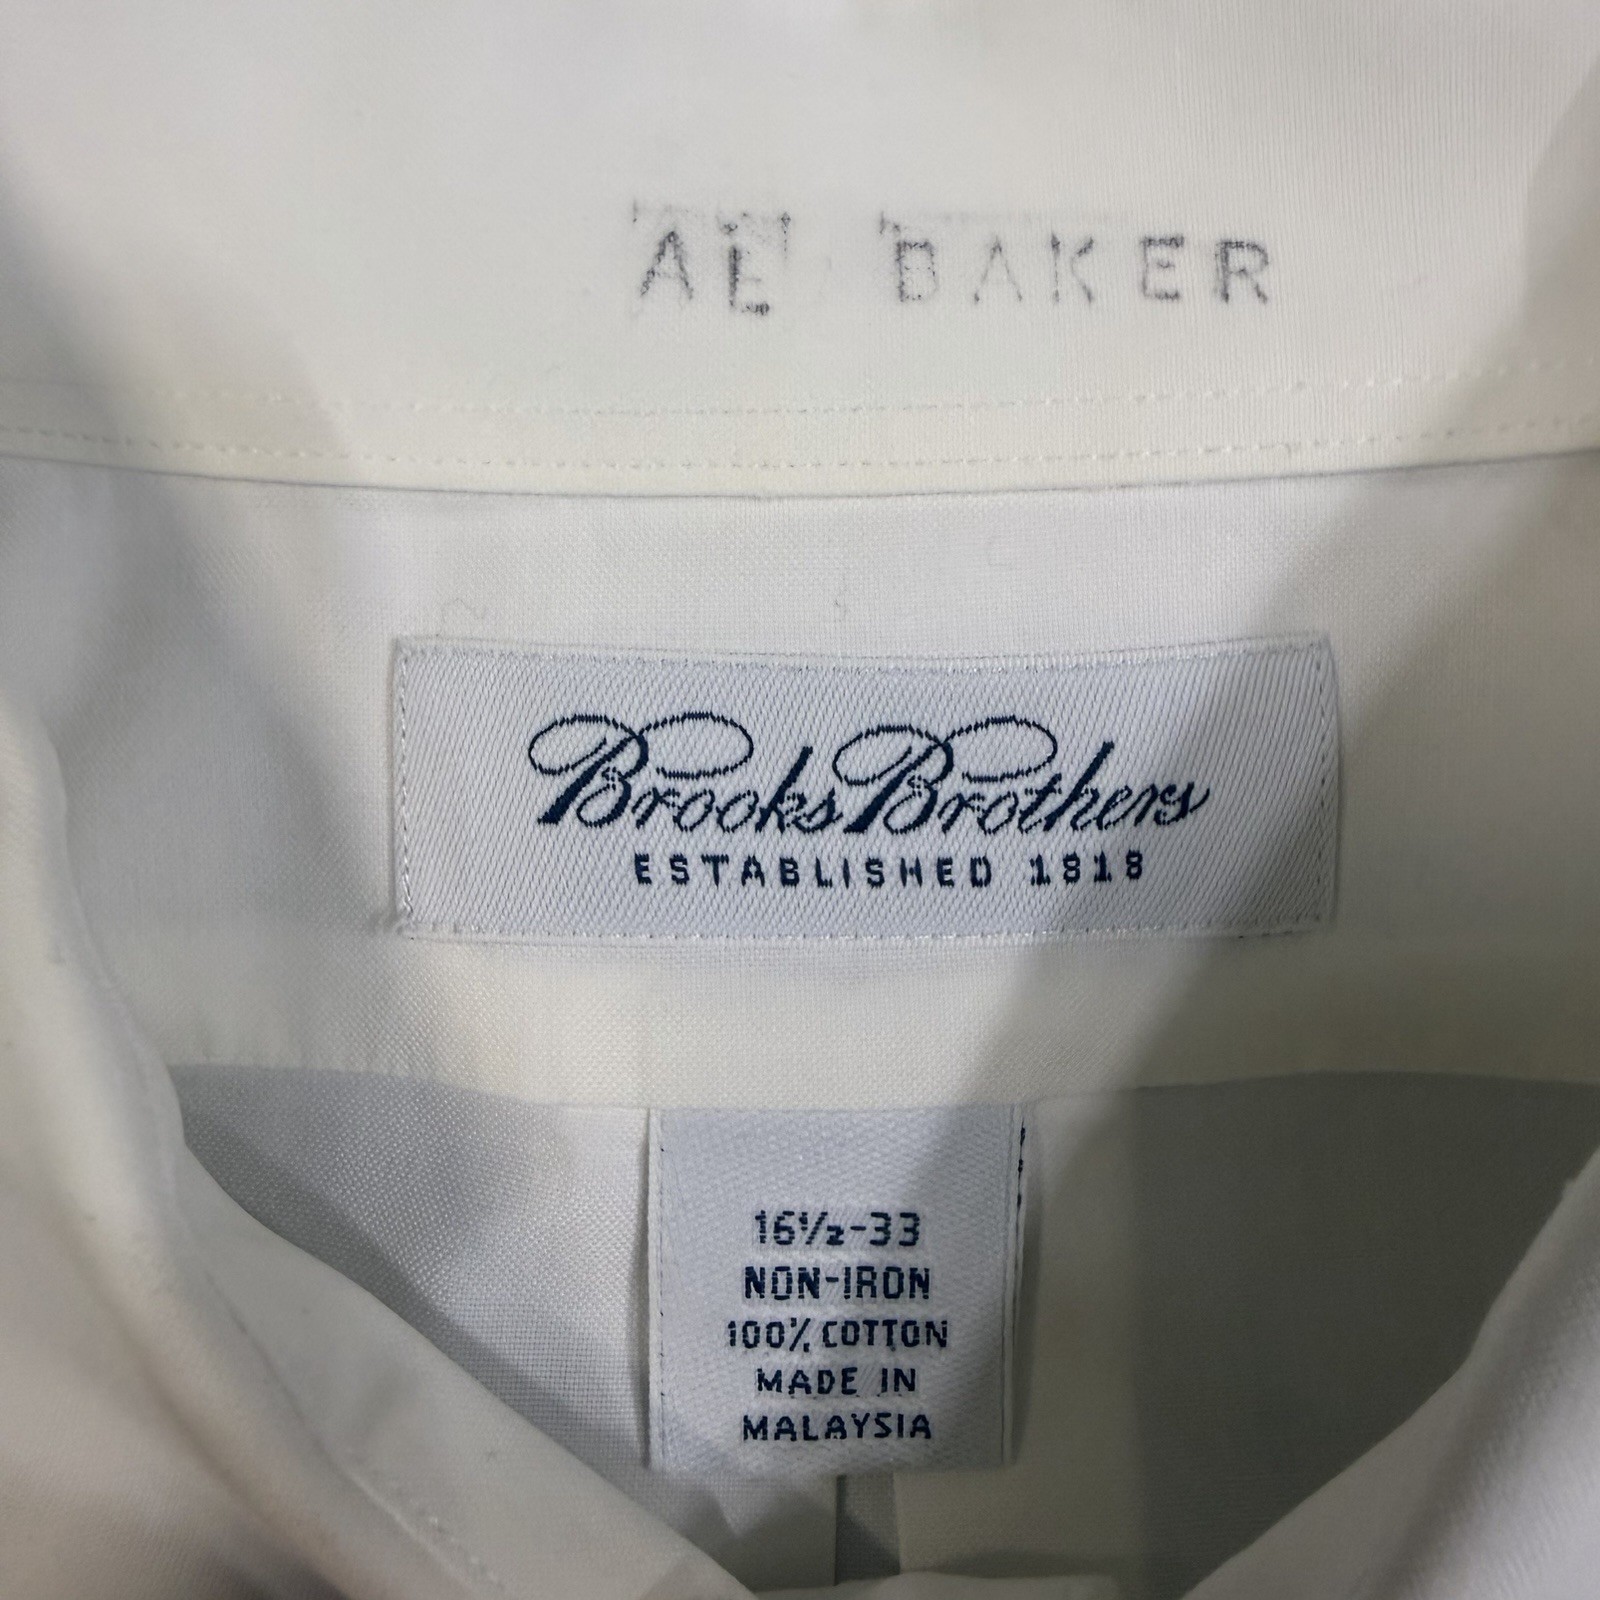 AL BAKER
Brooks Brothers
ESTABLISHED 1818
16½-33
NON-IRON
100% COTTON
MADE IN
MALAYSIA